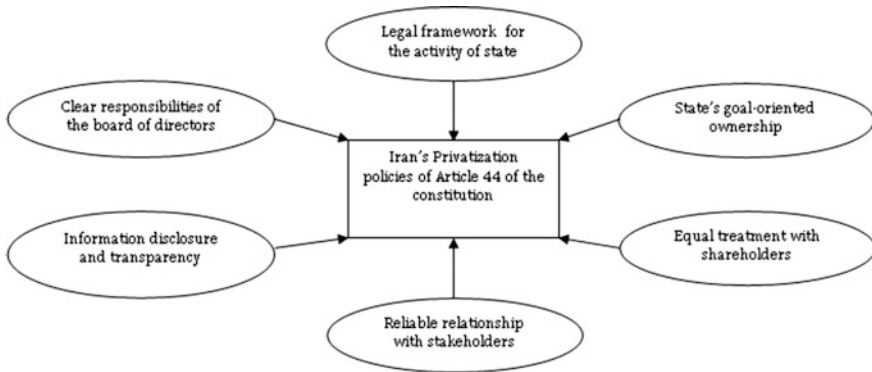 Legal framework for
the activity of state
Clear responsibilities of
the board of directors
State's goal-oriented
ownership
Iran's Privatization
policies of Article 44 of the
constitution
Information disclosure
and transparency
Equal treatment with
shareholders
Reliable relationship
with stakeholders